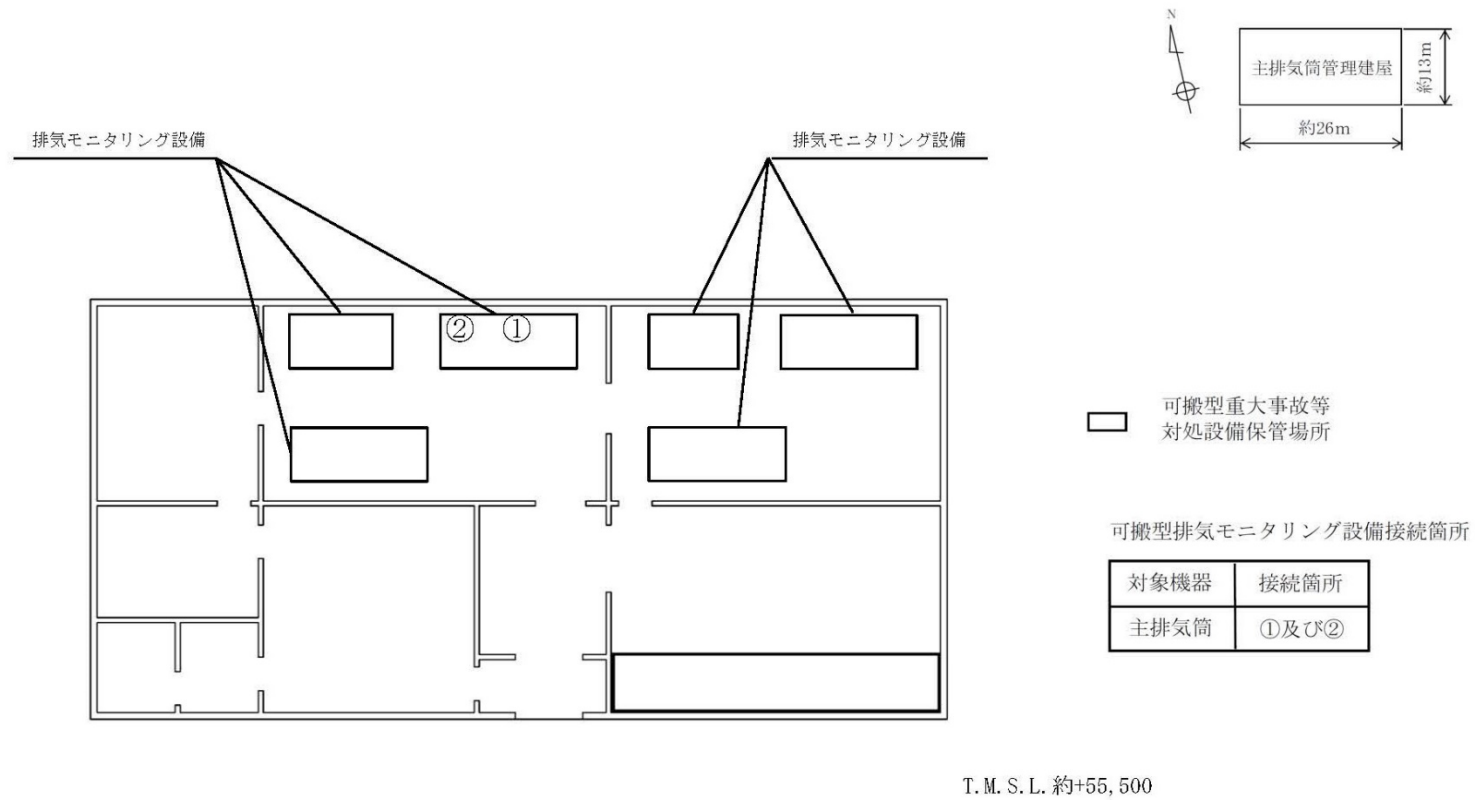 N
主排気筒管理建屋
約13m
約26m
排気モニタリング設備
排気モニタリング設備
② ①
可搬型重大事故等
対処設備保管場所
可搬型排気モニタリング設備接続箇所
対象機器 接続箇所
主排気筒 ①及び②
T.M.S.L.約+55,500